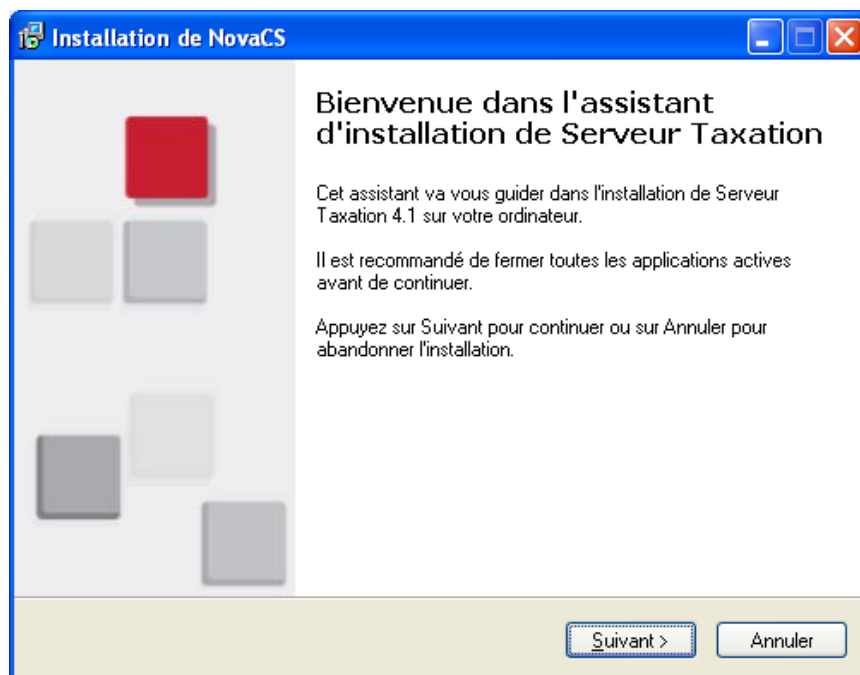 Installation de NovaCS
Bienvenue dans l'assistant
d'installation de Serveur Taxation
Cet assistant va vous guider dans l'installation de Serveur
Taxation 4.1 sur votre ordinateur.
Il est recommandé de fermer toutes les applications actives
avant de continuer.
Appuyez sur Suivant pour continuer ou sur Annuler pour
abandonner l'installation.
Suivant >
Annuler